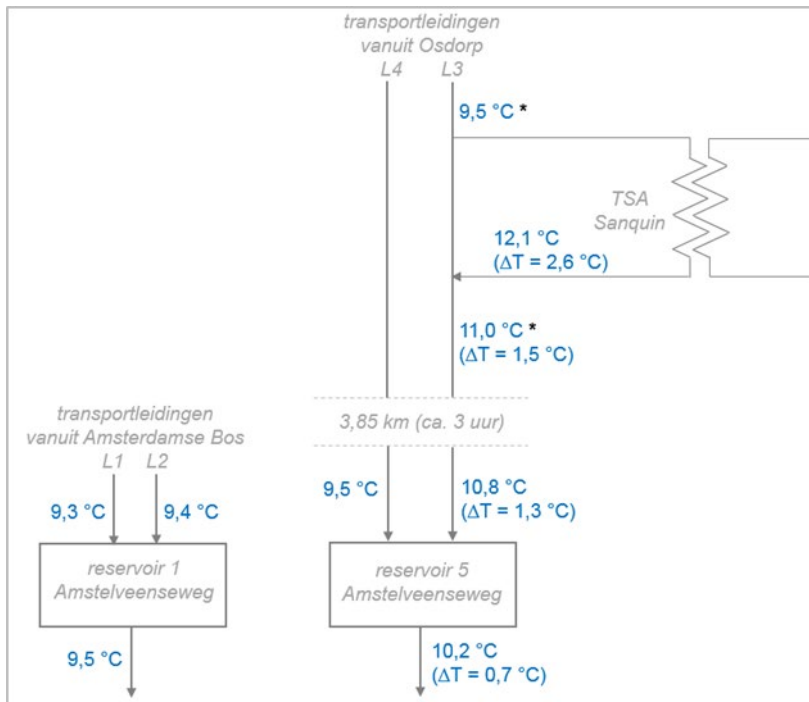 transportleidingen
vanuit Osdorp
L4 L3
9,5 °C *
TSA
Sanquin
12,1 °C
(ΔT = 2,6 °C)
11,0 °C *
(ΔT = 1,5 °C)
3,85 km (ca. 3 uur)
transportleidingen
vanuit Amsterdamse Bos
L1 L2
9,3 °C 9,4 °C
9,5 °C 10,8 °C
(ΔT = 1,3 °C)
reservoir 1
Amstelveenseweg
reservoir 5
Amstelveenseweg
9,5 °C
10,2 °C
(ΔT = 0,7 °C)